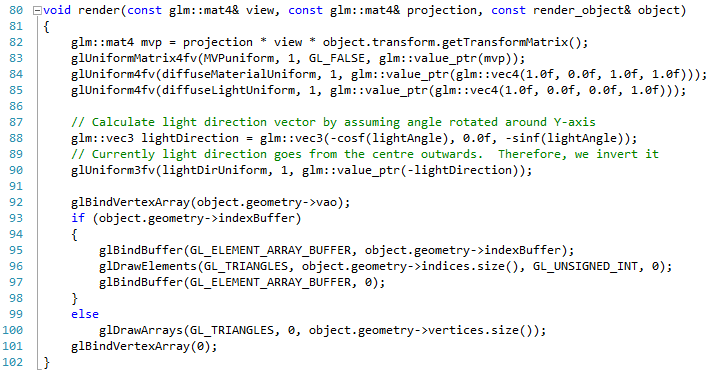 80 void render(const glm::mat4& view, const glm::mat4& projection, const render_object& object)
81 {
82     glm::mat4 mvp = projection * view * object.transform.getTransformMatrix();
83     glUniformMatrix4fv(MVPuniform, 1, GL_FALSE, glm::value_ptr(mvp));
84     glUniform4fv(diffuseMaterialUniform, 1, glm::value_ptr(glm::vec4(1.0f, 0.0f, 1.0f, 1.0f)));
85     glUniform4fv(diffuseLightUniform, 1, glm::value_ptr(glm::vec4(1.0f, 0.0f, 0.0f, 1.0f)));
86
87     // Calculate light direction vector by assuming angle rotated around Y-axis
88     glm::vec3 lightDirection = glm::vec3(-cosf(lightAngle), 0.0f, -sinf(lightAngle));
89     // Currently light direction goes from the centre outwards.  Therefore, we invert it
90     glUniform3fv(lightDirUniform, 1, glm::value_ptr(-lightDirection));
91
92     glBindVertexArray(object.geometry->vao);
93     if (object.geometry->indexBuffer)
94     {
95         glBindBuffer(GL_ELEMENT_ARRAY_BUFFER, object.geometry->indexBuffer);
96         glDrawElements(GL_TRIANGLES, object.geometry->indices.size(), GL_UNSIGNED_INT, 0);
97         glBindBuffer(GL_ELEMENT_ARRAY_BUFFER, 0);
98     }
99     else
100         glDrawArrays(GL_TRIANGLES, 0, object.geometry->vertices.size());
101     glBindVertexArray(0);
102 }